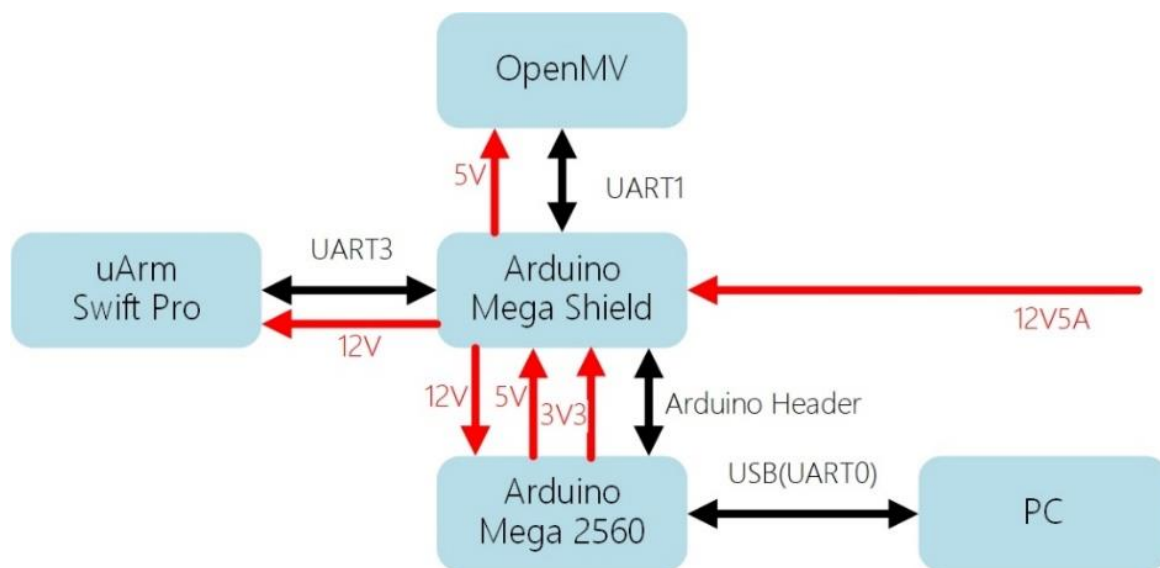 OpenMV
5V
UART1
uArm
Swift Pro
UART3
12V
Arduino
Mega Shield
12V5A
12V
5V
3V3
Arduino Header
Arduino
Mega 2560
USB(UART0)
PC